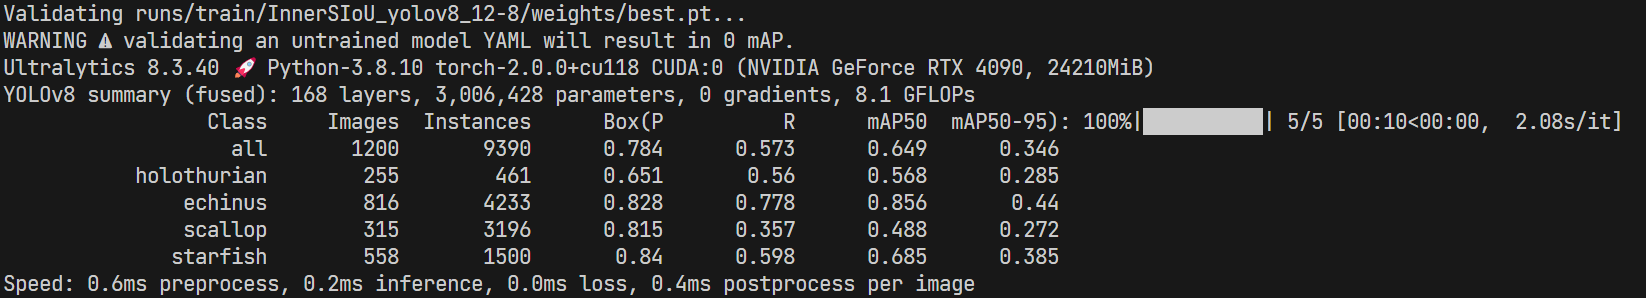 Validating runs/train/InnerSIoU_yolov8_12-8/weights/best.pt...
WARNING ⚠ validating an untrained model YAML will result in 0 mAP.
Ultralytics 8.3.40 🚀 Python-3.8.10 torch-2.0.0+cu118 CUDA:0 (NVIDIA GeForce RTX 4090, 24210MiB)
YOLOv8 summary (fused): 168 layers, 3,006,428 parameters, 0 gradients, 8.1 GFLOPs
Class Images Instances Box(P R mAP50 mAP50-95): 100%|██████████| 5/5 [00:10<00:00, 2.08s/it]
all 1200 9390 0.784 0.573 0.649 0.346
holothurian 255 461 0.651 0.56 0.568 0.285
echinus 816 4233 0.828 0.778 0.856 0.44
scallop 315 3196 0.815 0.357 0.488 0.272
starfish 558 1500 0.84 0.598 0.685 0.385
Speed: 0.6ms preprocess, 0.2ms inference, 0.0ms loss, 0.4ms postprocess per image